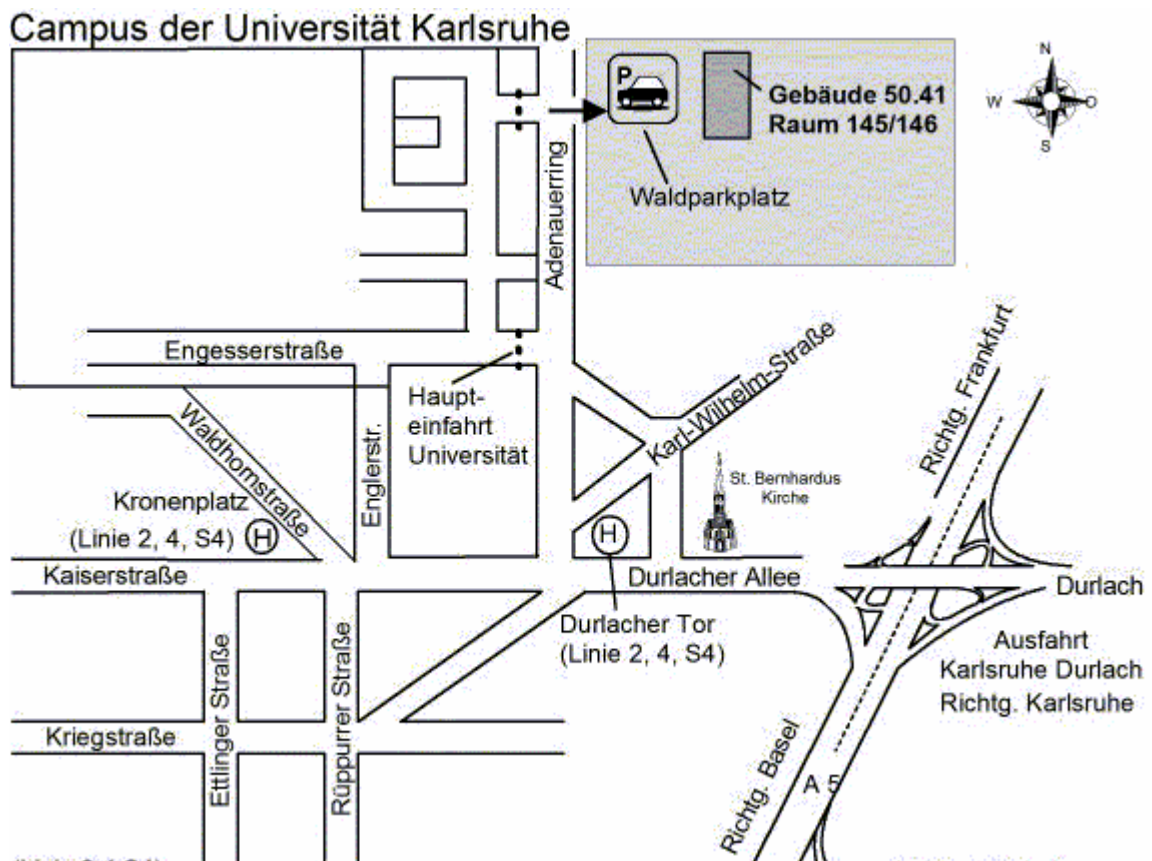 Campus der Universität Karlsruhe
P
Gebäude 50.41
Raum 145/146
Waldparkplatz
N
W
O
S
Adenauerring
Engesserstraße
Haupt-
einfahrt
Universität
Karl-Wilhelm-Straße
Richtg. Frankfurt
Waldhornstraße
Englerstr.
St. Bernhardus
Kirche
Kronenplatz
(Linie 2, 4, S4)
H
H
Kaiserstraße
Durlacher Allee
Durlach
Durlacher Tor
(Linie 2, 4, S4)
Ausfahrt
Karlsruhe Durlach
Richtg. Karlsruhe
Ettlinger Straße
Rüppurrer Straße
Kriegstraße
Richtg. Basel
A 5